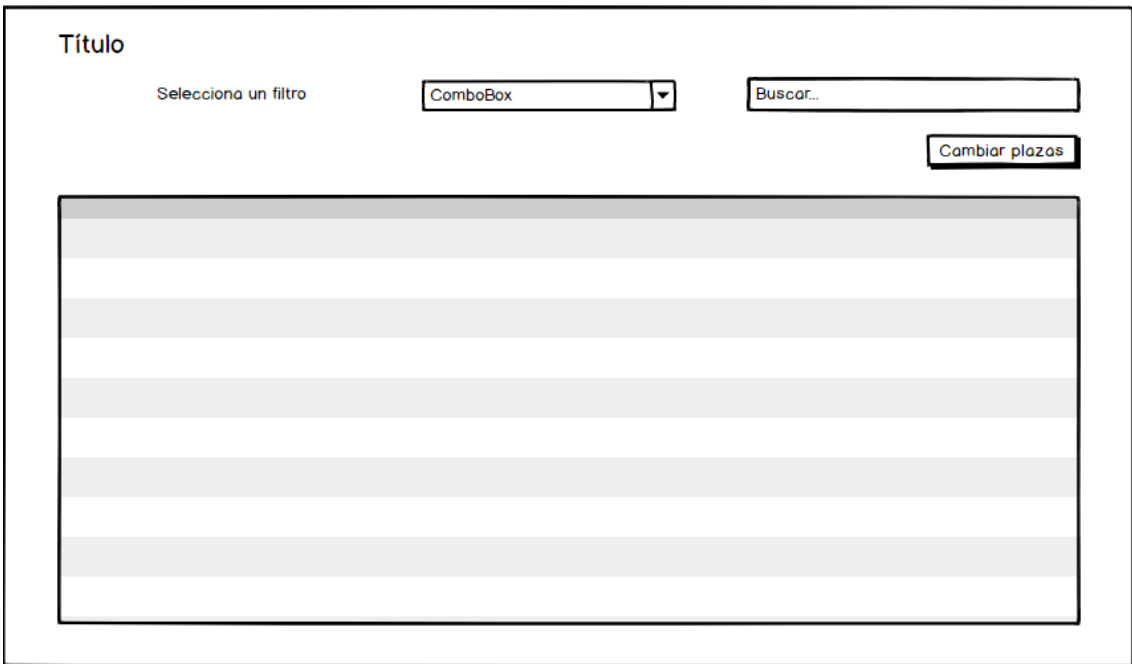 Título
Selecciona un filtro
ComboBox
Buscar...
Cambiar plazas